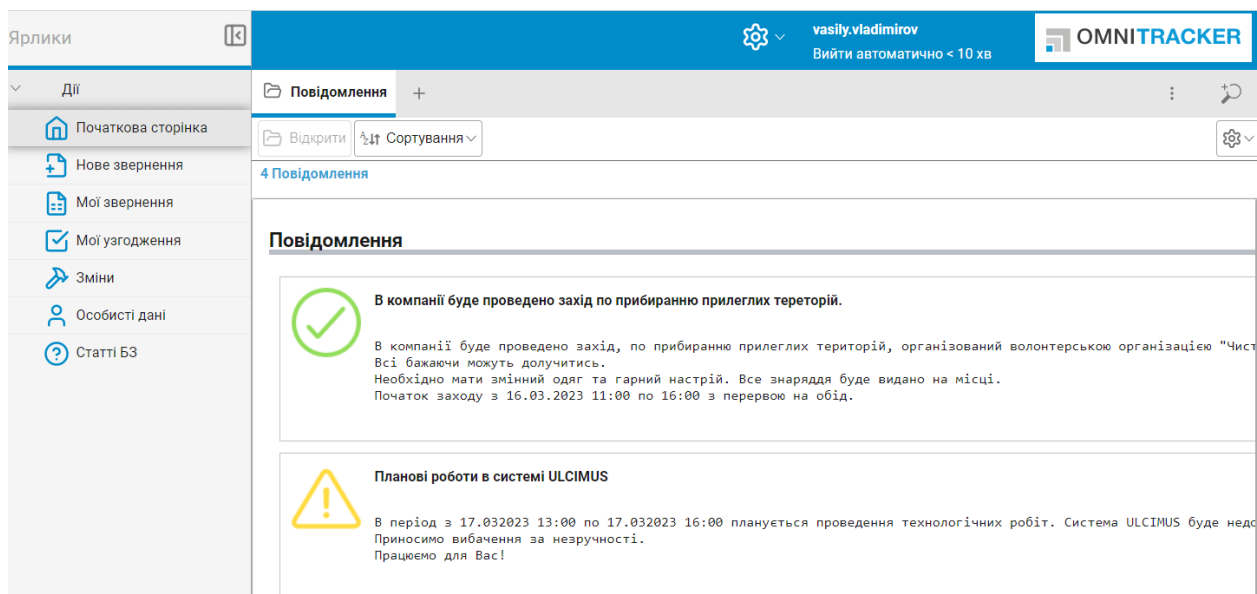 Ярлики
vasily.vladimirov
Вийти автоматично < 10 хв
OMNITRACKER
Дії
Початкова сторінка
Нове звернення
Мої звернення
Мої узгодження
Зміни
Особисті дані
Статті БЗ
Повідомлення
Відкрити
Сортування
4 Повідомлення
Повідомлення
В компанії буде проведено захід по прибиранню прилеглих тереторій.
В компанії буде проведено захід, по прибиранню прилеглих територій, організований волонтерською організацією "Чист
Всі бажаючи можуть долучитись.
Необхідно мати змінний одяг та гарний настрій. Все знаряддя буде видано на місці.
Початок заходу з 16.03.2023 11:00 по 16:00 з перервою на обід.
Планові роботи в системі ULCIMUS
В період з 17.032023 13:00 по 17.032023 16:00 планується проведення технологічних робіт. Система ULCIMUS буде недо
Приносимо вибачення за незручності.
Працюємо для Вас!